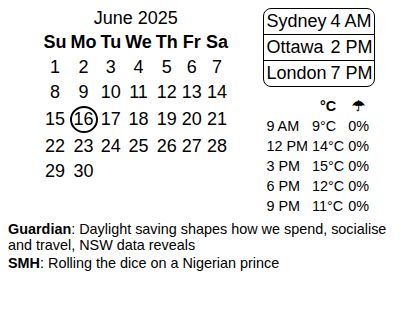 June 2025
Su Mo Tu We Th Fr Sa
1 2 3 4 5 6 7
8 9 10 11 12 13 14
15 16 17 18 19 20 21
22 23 24 25 26 27 28
29 30
Sydney 4 AM
Ottawa 2 PM
London 7 PM
°C ☂
9 AM 9°C 0%
12 PM 14°C 0%
3 PM 15°C 0%
6 PM 12°C 0%
9 PM 11°C 0%
Guardian: Daylight saving shapes how we spend, socialise
and travel, NSW data reveals
SMH: Rolling the dice on a Nigerian prince